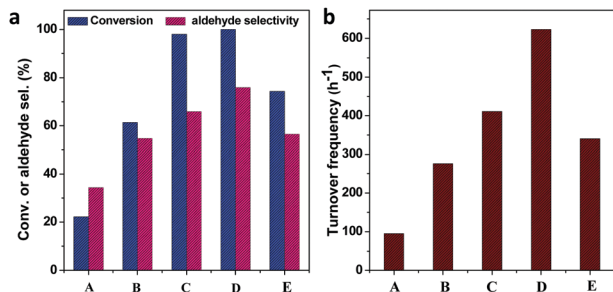 a
Conversion
aldehyde selectivity
Conv. or aldehyde sel. (%)
100
80
60
40
20
0
A B C D E
b
Turnover frequency (h⁻¹)
600
500
400
300
200
100
0
A B C D E